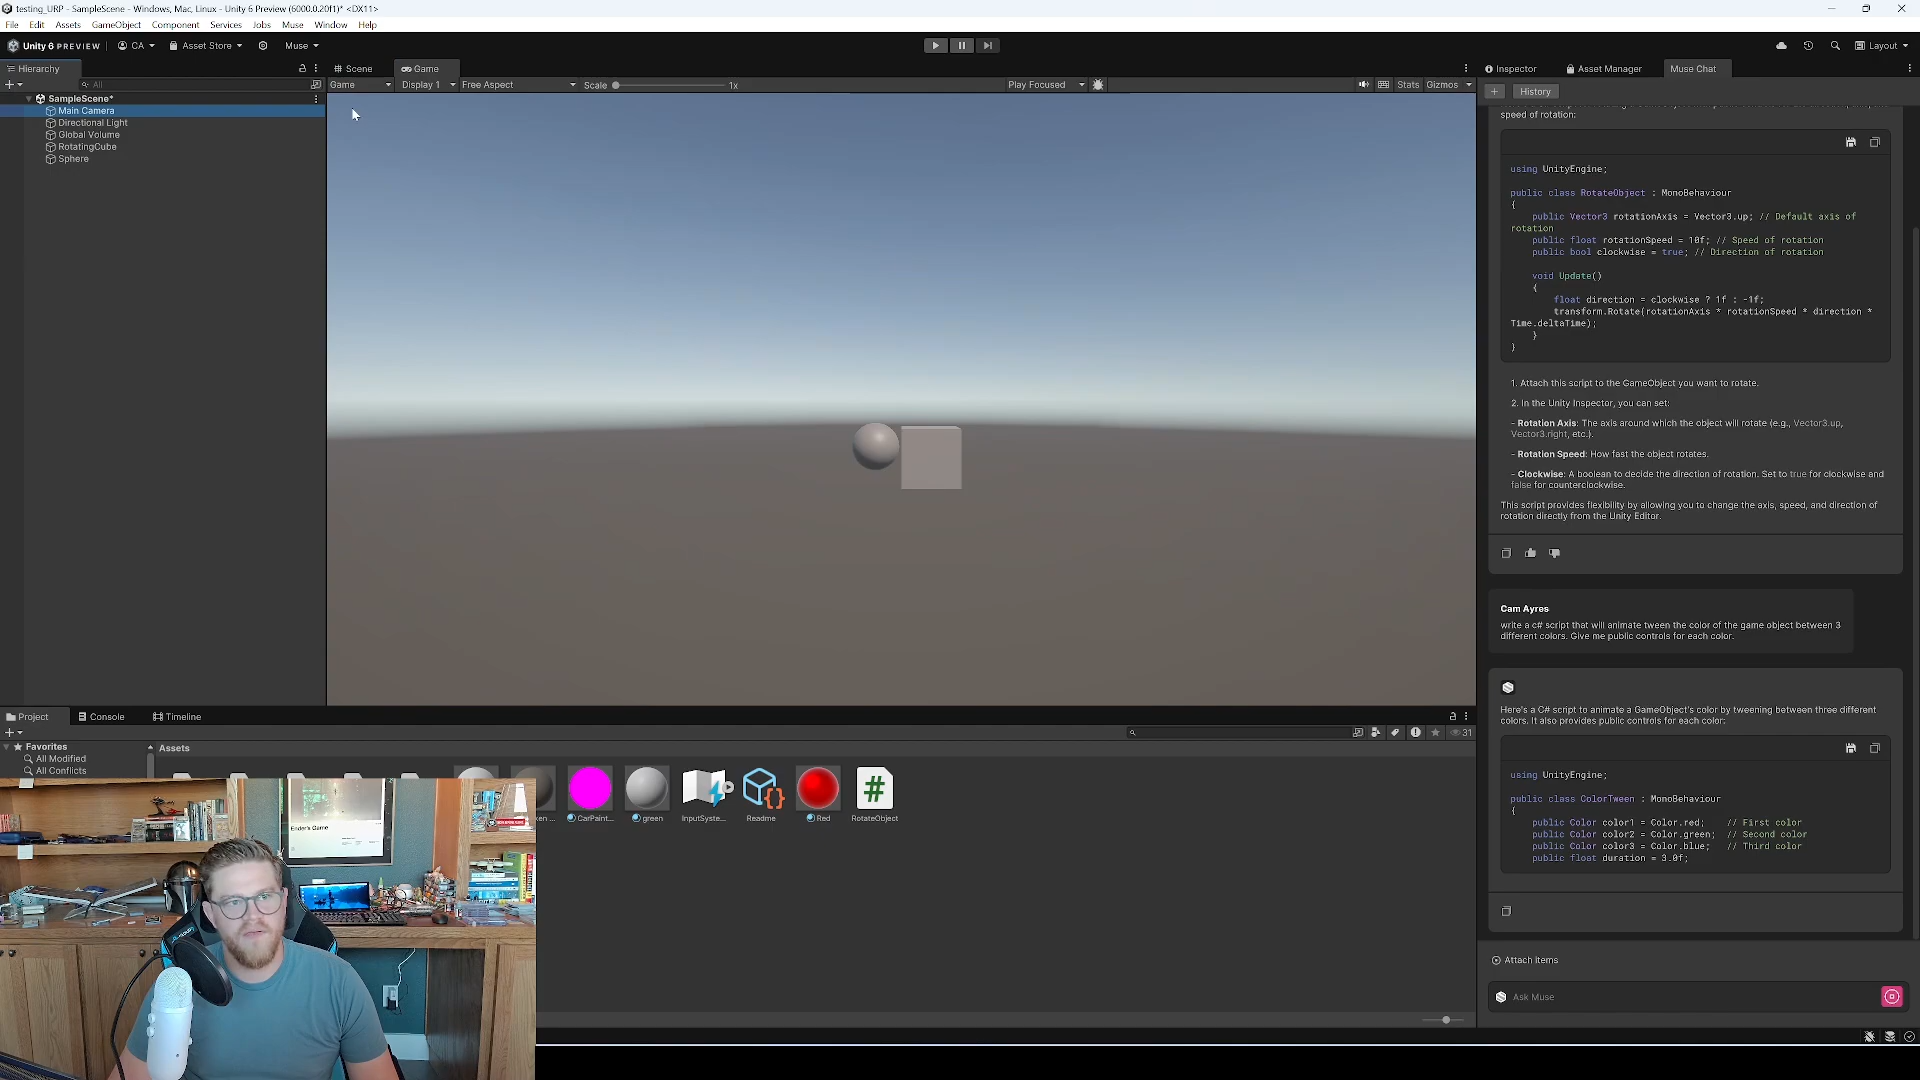 testing_URP - SampleScene - Windows, Mac, Linux - Unity 6 Preview (6000.0.20f1)* <DX11>
File Edit Assets GameObject Component Services Jobs Muse Window Help
Unity 6 PREVIEW CA Asset Store Muse Layout
Hierarchy Scene Game Inspector Asset Manager Muse Chat
All Game Display 1 Free Aspect Scale 1x Play Focused Stats Gizmos
+ History
SampleScene*
Main Camera
Directional Light
Global Volume
RotatingCube
Sphere
speed of rotation:
using UnityEngine;
public class RotateObject : MonoBehaviour
{
public Vector3 rotationAxis = Vector3.up; // Default axis of
rotation
public float rotationSpeed = 10f; // Speed of rotation
public bool clockwise = true; // Direction of rotation
void Update()
{
float direction = clockwise ? 1f : -1f;
transform.Rotate(rotationAxis * rotationSpeed * direction *
Time.deltaTime);
}
}
1. Attach this script to the GameObject you want to rotate.
2. In the Unity Inspector, you can set:
- Rotation Axis: The axis around which the object will rotate (e.g., Vector3.up,
Vector3.right, etc.).
- Rotation Speed: How fast the object rotates.
- Clockwise: A boolean to decide the direction of rotation. Set to true for clockwise and
false for counterclockwise.
This script provides flexibility by allowing you to change the axis, speed, and direction of
rotation directly from the Unity Editor.
Cam Ayres
write a c# script that will animate tween the color of the game object between 3
different colors. Give me public controls for each color.
Here's a C# script to animate a GameObject's color by tweening between three different
colors. It also provides public controls for each color:
using UnityEngine;
public class ColorTween : MonoBehaviour
{
public Color color1 = Color.red; // First color
public Color color2 = Color.green; // Second color
public Color color3 = Color.blue; // Third color
public float duration = 3.0f;
Attach items
Ask Muse
Project Console Timeline
31
Favorites
All Modified
All Conflicts
Assets
CarPaint... green InputSyste... Readme Red RotateObject
Ender's Game